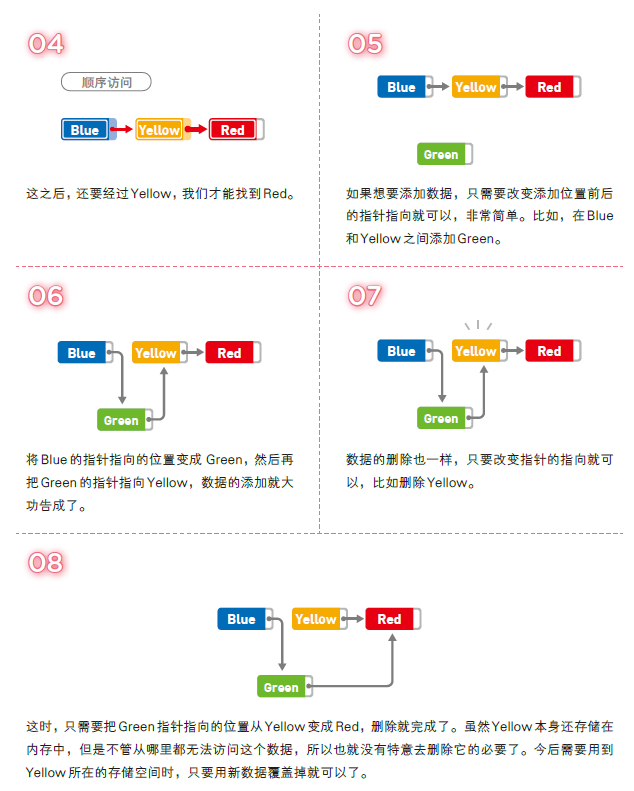 04
顺序访问
Blue Yellow Red
这之后，还要经过Yellow，我们才能找到Red。
05
Blue Yellow Red
Green
如果想要添加数据，只需要改变添加位置前后
的指针指向就可以，非常简单。比如，在Blue
和Yellow之间添加Green。
06
Blue Yellow Red
Green
将Blue的指针指向的位置变成 Green，然后再
把Green的指针指向Yellow，数据的添加就大
功告成了。
07
Blue Yellow Red
Green
数据的删除也一样，只要改变指针的指向就可
以，比如删除Yellow。
08
Blue Yellow Red
Green
这时，只需要把Green指针指向的位置从Yellow变成Red，删除就完成了。虽然Yellow本身还存储在
内存中，但是不管从哪里都无法访问这个数据，所以也就没有特意去删除它的必要了。今后需要用到
Yellow所在的存储空间时，只要用新数据覆盖掉就可以了。